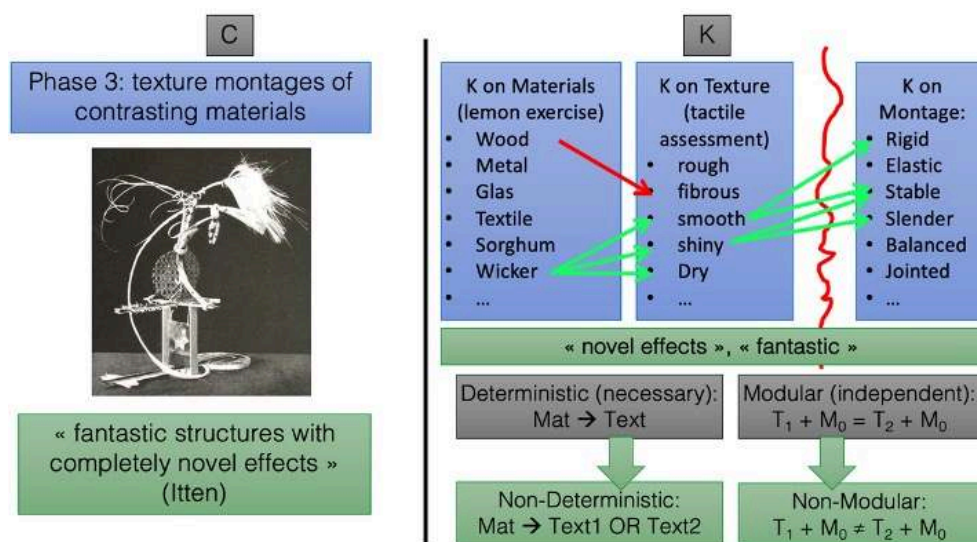 C
Phase 3: texture montages of
contrasting materials
« fantastic structures with
completely novel effects »
(Itten)
K
K on Materials
(lemon exercise)
• Wood
• Metal
• Glas
• Textile
• Sorghum
• Wicker
• ...
K on Texture
(tactile
assessment)
• rough
• fibrous
• smooth
• shiny
• Dry
• ...
K on
Montage:
• Rigid
• Elastic
• Stable
• Slender
• Balanced
• Jointed
• ...
« novel effects », « fantastic »
Deterministic (necessary):
Mat → Text
Modular (independent):
T₁ + M₀ = T₂ + M₀
Non-Deterministic:
Mat → Text1 OR Text2
Non-Modular:
T₁ + M₀ ≠ T₂ + M₀